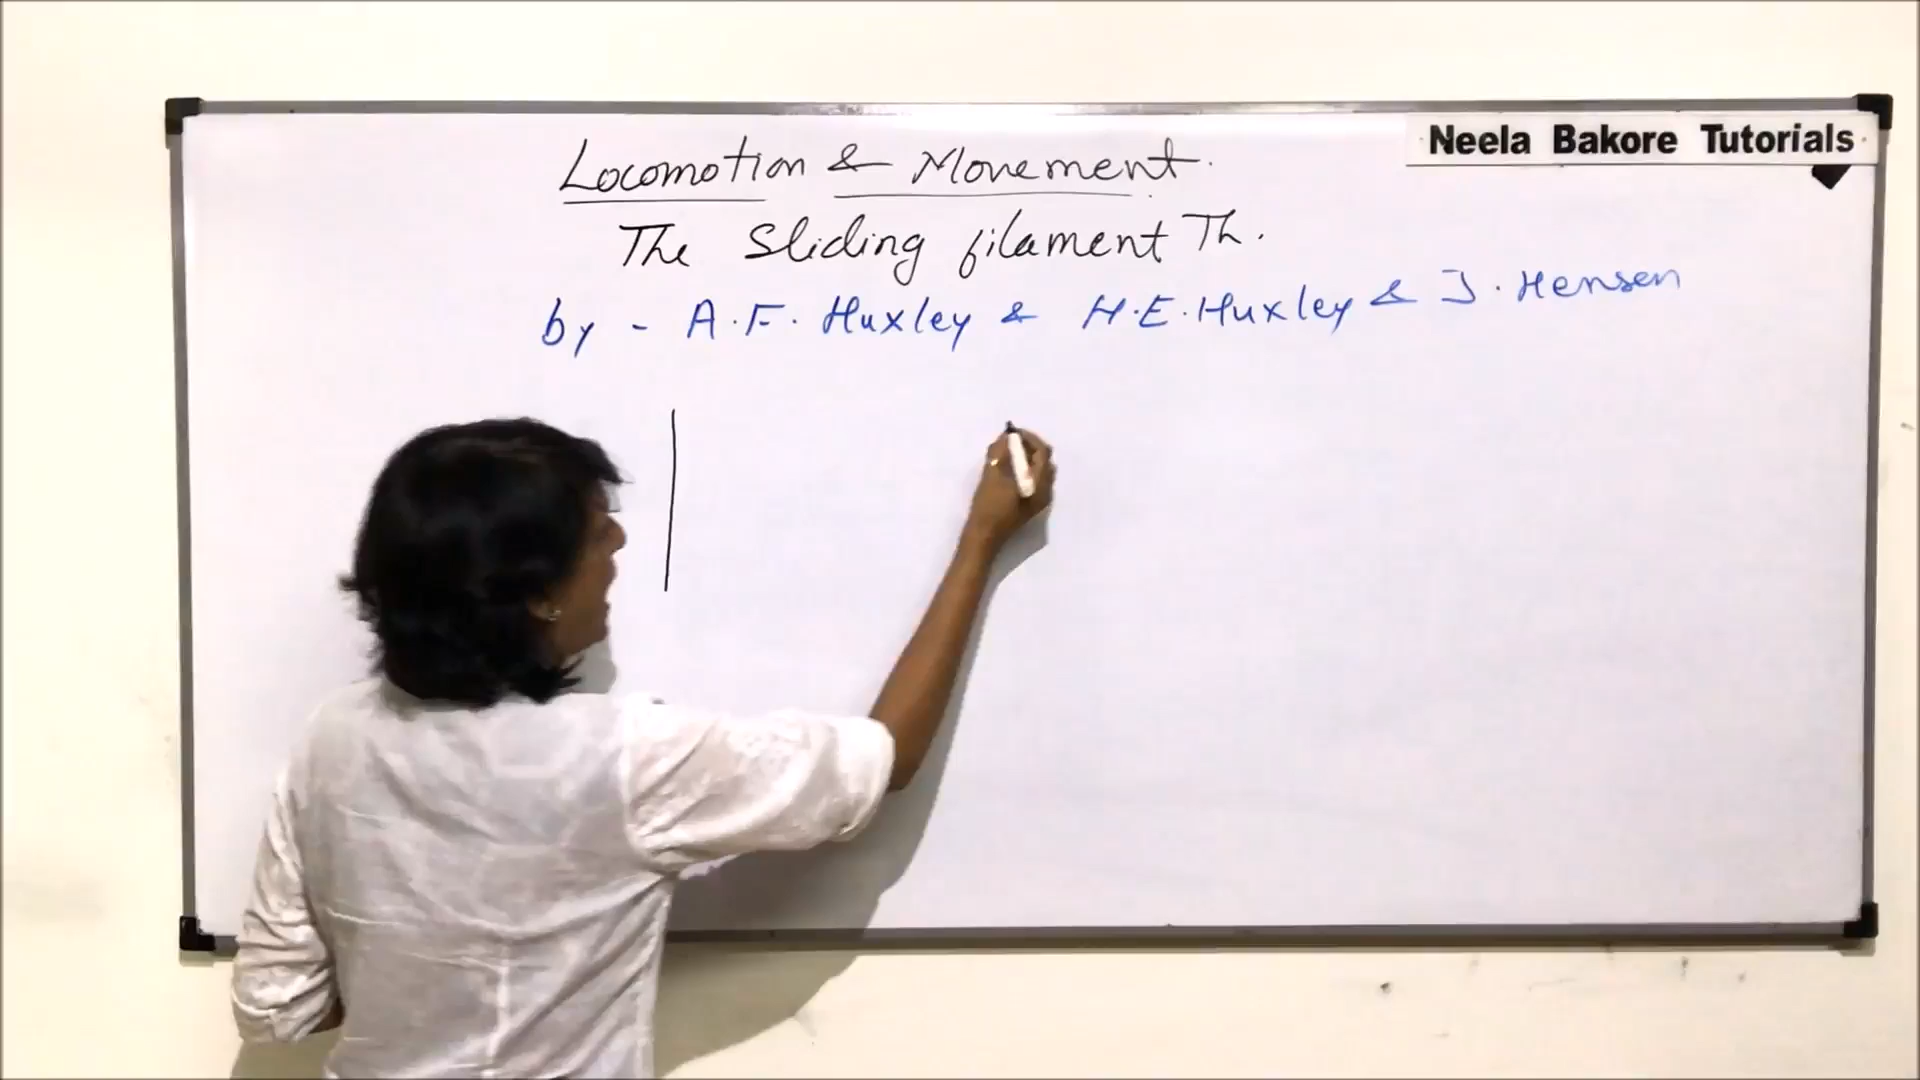 Neela Bakore Tutorials
Locomotion & Movement.
The Sliding filament Th.
by - A.F. Huxley & H.E. Huxley & J. Hensen